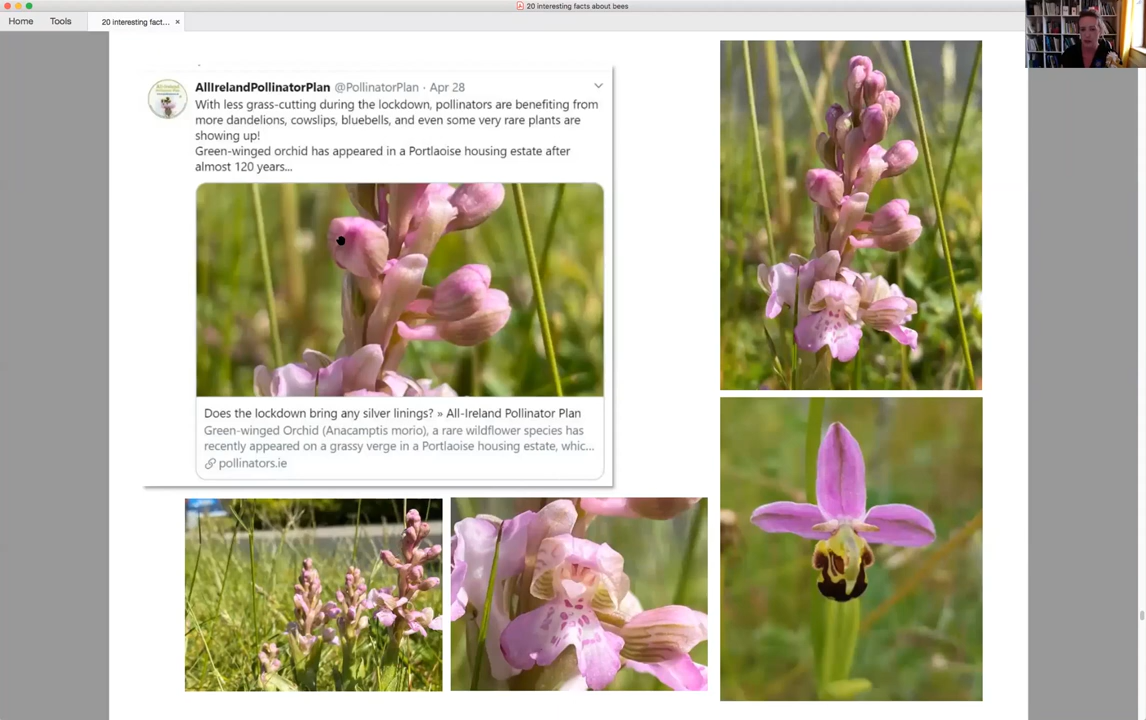 20 interesting facts about bees
Home Tools 20 interesting fact... ×
AllIrelandPollinatorPlan @PollinatorPlan · Apr 28
With less grass-cutting during the lockdown, pollinators are benefiting from
more dandelions, cowslips, bluebells, and even some very rare plants are
showing up!
Green-winged orchid has appeared in a Portlaoise housing estate after
almost 120 years...
Does the lockdown bring any silver linings? » All-Ireland Pollinator Plan
Green-Winged Orchid (Anacamptis morio), a rare wildflower species has
recently appeared on a grassy verge in a Portlaoise housing estate, whic...
pollinators.ie